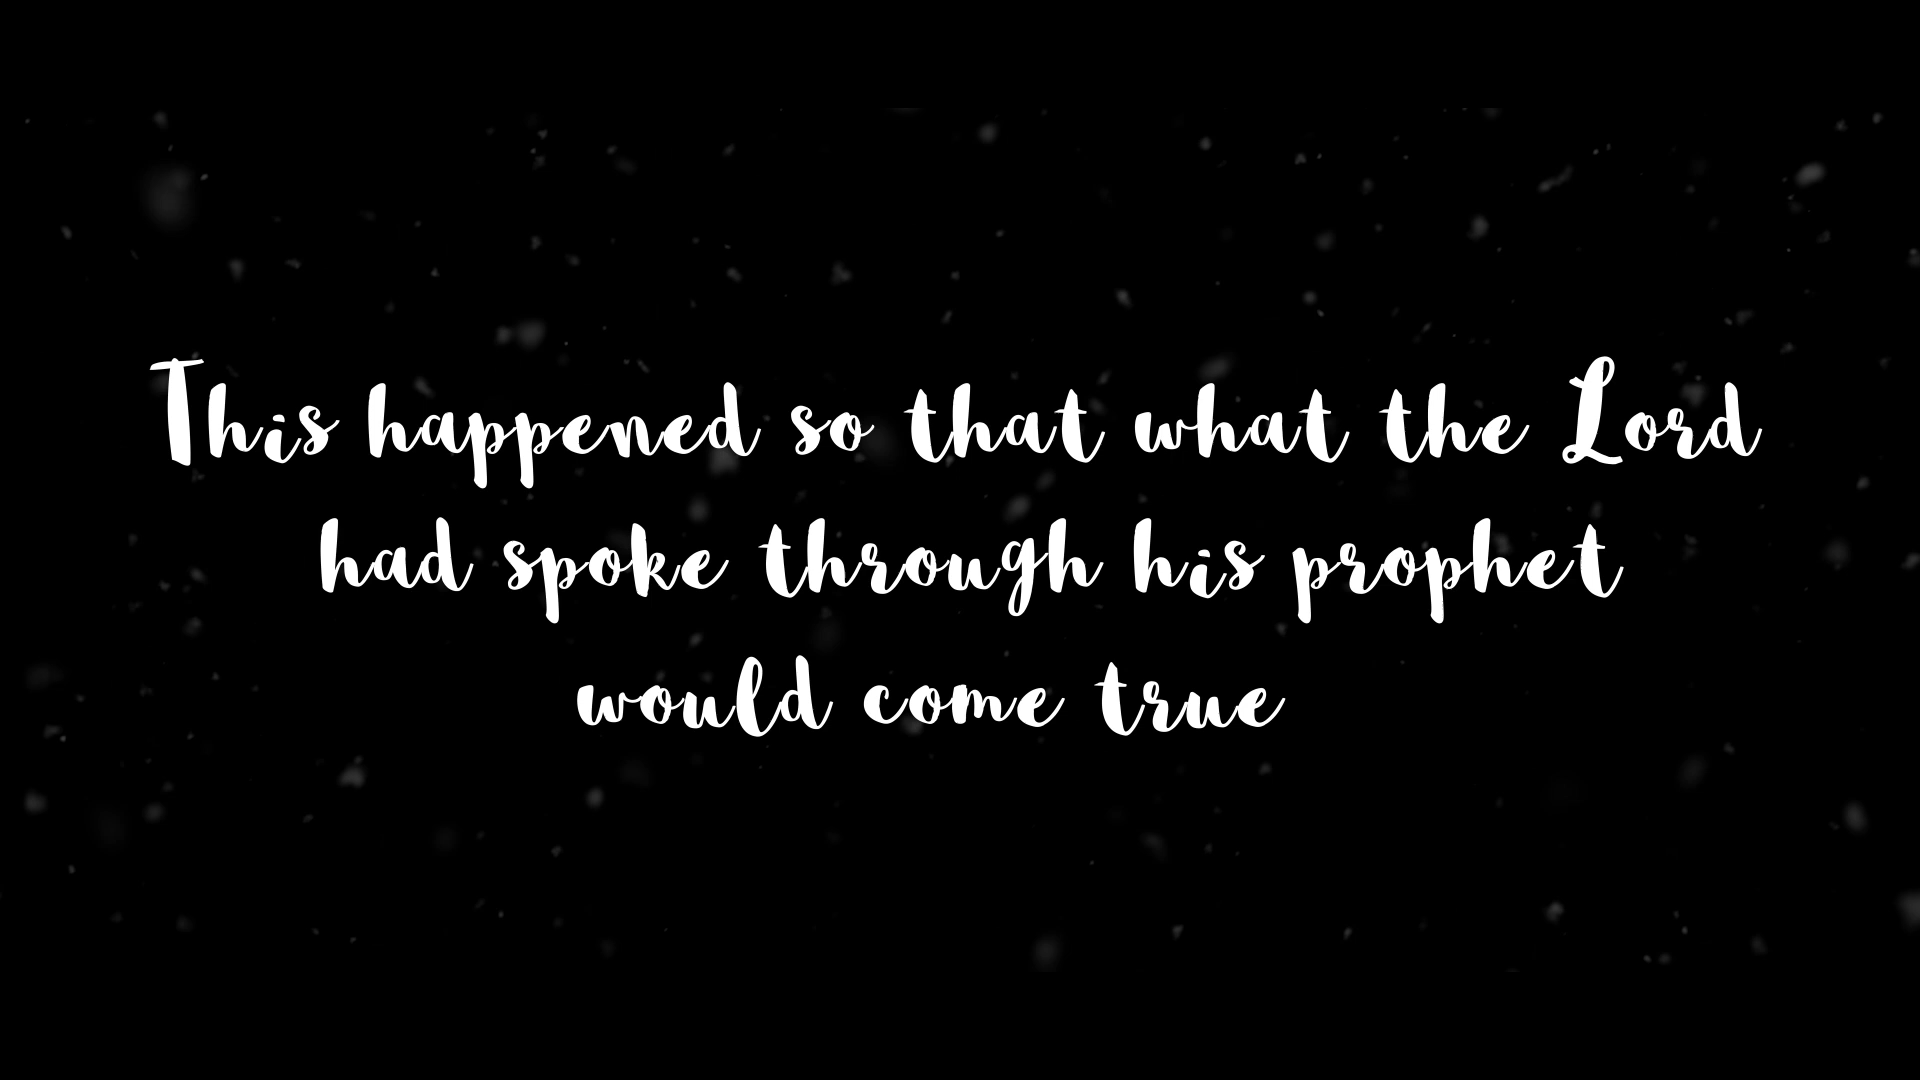 This happened so that what the Lord
had spoke through his prophet
would come true